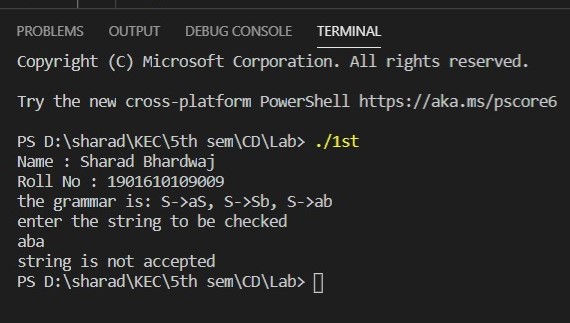 PROBLEMS OUTPUT DEBUG CONSOLE TERMINAL
Copyright (C) Microsoft Corporation. All rights reserved.
Try the new cross-platform PowerShell https://aka.ms/pscore6
PS D:\sharad\KEC\5th sem\CD\Lab> ./1st
Name : Sharad Bhardwaj
Roll No : 1901610109009
the grammar is: S->aS, S->Sb, S->ab
enter the string to be checked
aba
string is not accepted
PS D:\sharad\KEC\5th sem\CD\Lab>